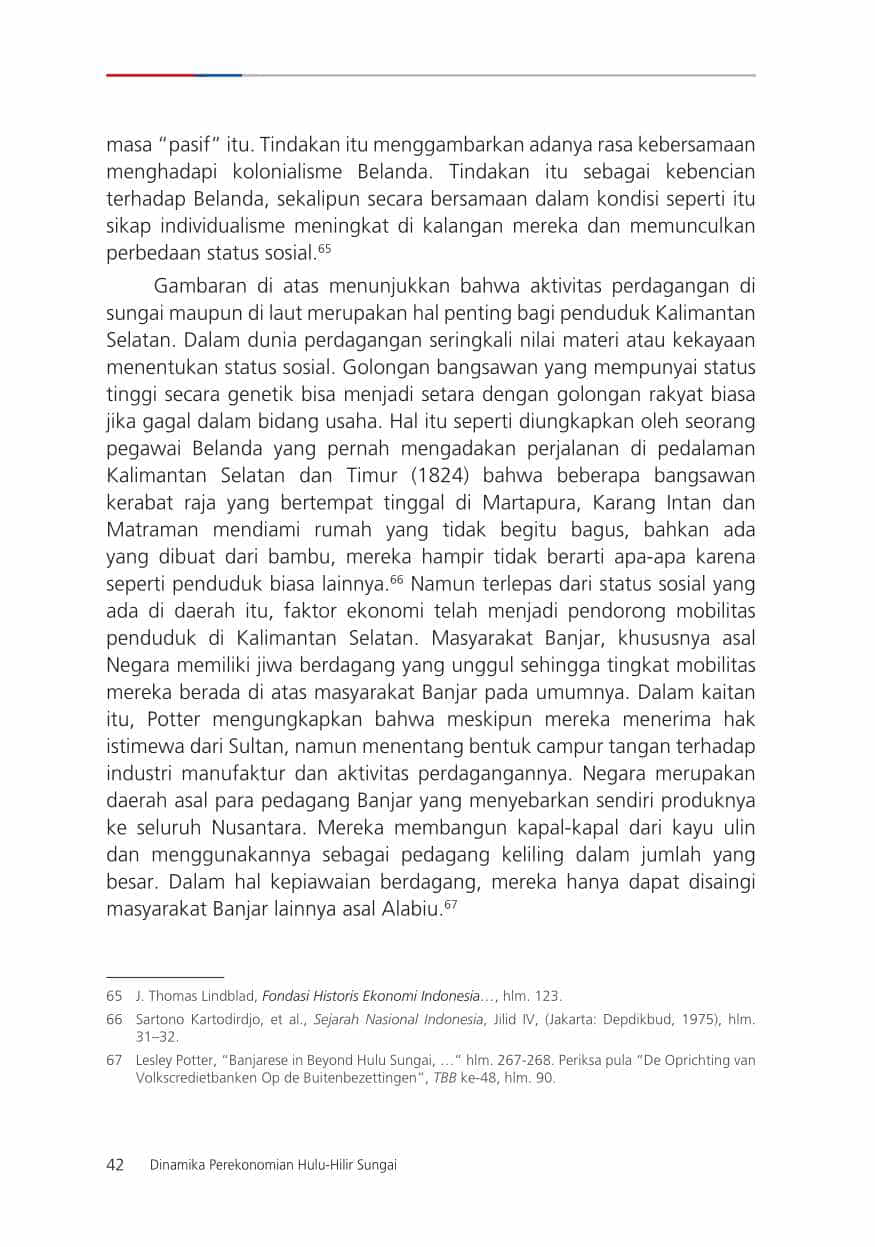 masa “pasif” itu. Tindakan itu menggambarkan adanya rasa kebersamaan
menghadapi kolonialisme Belanda. Tindakan itu sebagai kebencian
terhadap Belanda, sekalipun secara bersamaan dalam kondisi seperti itu
sikap individualisme meningkat di kalangan mereka dan memunculkan
perbedaan status sosial.65
Gambaran di atas menunjukkan bahwa aktivitas perdagangan di
sungai maupun di laut merupakan hal penting bagi penduduk Kalimantan
Selatan. Dalam dunia perdagangan seringkali nilai materi atau kekayaan
menentukan status sosial. Golongan bangsawan yang mempunyai status
tinggi secara genetik bisa menjadi setara dengan golongan rakyat biasa
jika gagal dalam bidang usaha. Hal itu seperti diungkapkan oleh seorang
pegawai Belanda yang pernah mengadakan perjalanan di pedalaman
Kalimantan Selatan dan Timur (1824) bahwa beberapa bangsawan
kerabat raja yang bertempat tinggal di Martapura, Karang Intan dan
Matraman mendiami rumah yang tidak begitu bagus, bahkan ada
yang dibuat dari bambu, mereka hampir tidak berarti apa-apa karena
seperti penduduk biasa lainnya.66 Namun terlepas dari status sosial yang
ada di daerah itu, faktor ekonomi telah menjadi pendorong mobilitas
penduduk di Kalimantan Selatan. Masyarakat Banjar, khususnya asal
Negara memiliki jiwa berdagang yang unggul sehingga tingkat mobilitas
mereka berada di atas masyarakat Banjar pada umumnya. Dalam kaitan
itu, Potter mengungkapkan bahwa meskipun mereka menerima hak
istimewa dari Sultan, namun menentang bentuk campur tangan terhadap
industri manufaktur dan aktivitas perdagangannya. Negara merupakan
daerah asal para pedagang Banjar yang menyebarkan sendiri produknya
ke seluruh Nusantara. Mereka membangun kapal-kapal dari kayu ulin
dan menggunakannya sebagai pedagang keliling dalam jumlah yang
besar. Dalam hal kepiawaian berdagang, mereka hanya dapat disaingi
masyarakat Banjar lainnya asal Alabiu.67
65 J. Thomas Lindblad, Fondasi Historis Ekonomi Indonesia…, hlm. 123.
66 Sartono Kartodirdjo, et al., Sejarah Nasional Indonesia, Jilid IV, (Jakarta: Depdikbud, 1975), hlm.
31–32.
67 Lesley Potter, “Banjarese in Beyond Hulu Sungai, …“ hlm. 267-268. Periksa pula “De Oprichting van
Volkscredietbanken Op de Buitenbezettingen”, TBB ke-48, hlm. 90.
42 Dinamika Perekonomian Hulu-Hilir Sungai